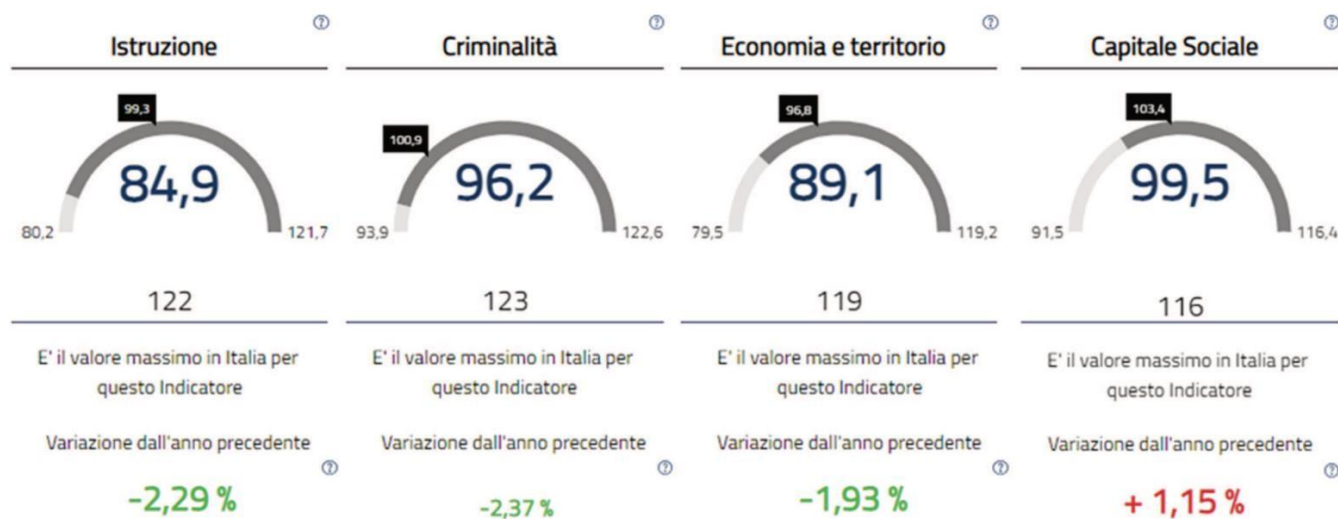 Istruzione
99,3
84,9
80,2
121,7
122
E' il valore massimo in Italia per
questo Indicatore
Variazione dall'anno precedente
?
-2,29 %
?
Criminalità
100,9
96,2
93,9
122,6
123
E' il valore massimo in Italia per
questo Indicatore
Variazione dall'anno precedente
?
-2,37 %
?
Economia e territorio
96,8
89,1
79,5
119,2
119
E' il valore massimo in Italia per
questo Indicatore
Variazione dall'anno precedente
?
-1,93 %
?
Capitale Sociale
103,4
99,5
91,5
116,4
116
E' il valore massimo in Italia per
questo Indicatore
Variazione dall'anno precedente
?
+ 1,15 %
?